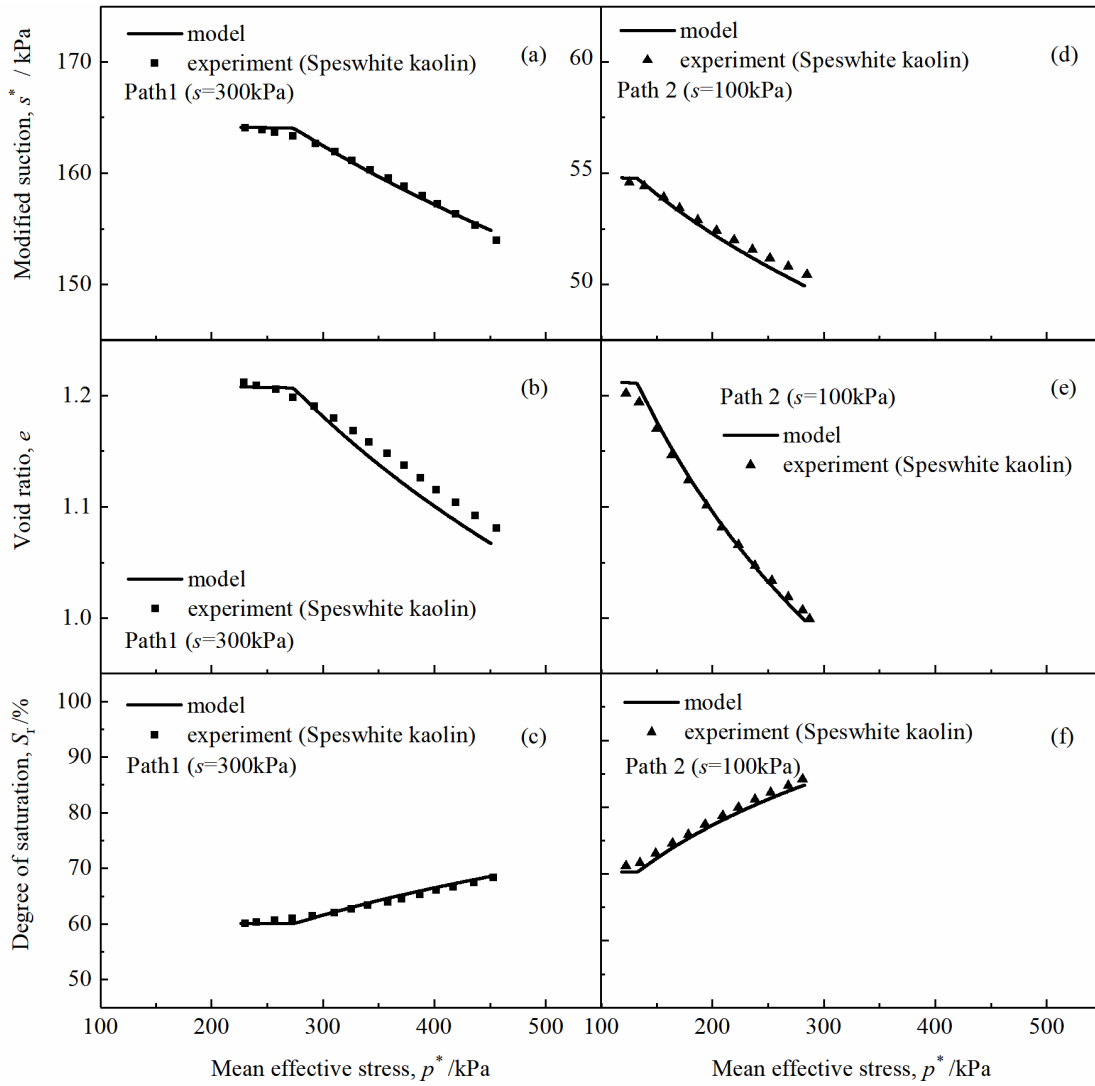 model
experiment (Speswhite kaolin)
Path1 (s=300kPa)
(a)
170
160
150
Modified suction, s* / kPa
model
experiment (Speswhite kaolin)
Path 2 (s=100kPa)
(d)
60
55
50
(b)
1.2
1.1
1.0
Void ratio, e
model
experiment (Speswhite kaolin)
Path1 (s=300kPa)
(e)
Path 2 (s=100kPa)
model
experiment (Speswhite kaolin)
model
experiment (Speswhite kaolin)
Path1 (s=300kPa)
(c)
100
90
80
70
60
50
Degree of saturation, Sr /%
model
experiment (Speswhite kaolin)
Path 2 (s=100kPa)
(f)
100 200 300 400 500
100 200 300 400 500
Mean effective stress, p* /kPa
Mean effective stress, p* /kPa